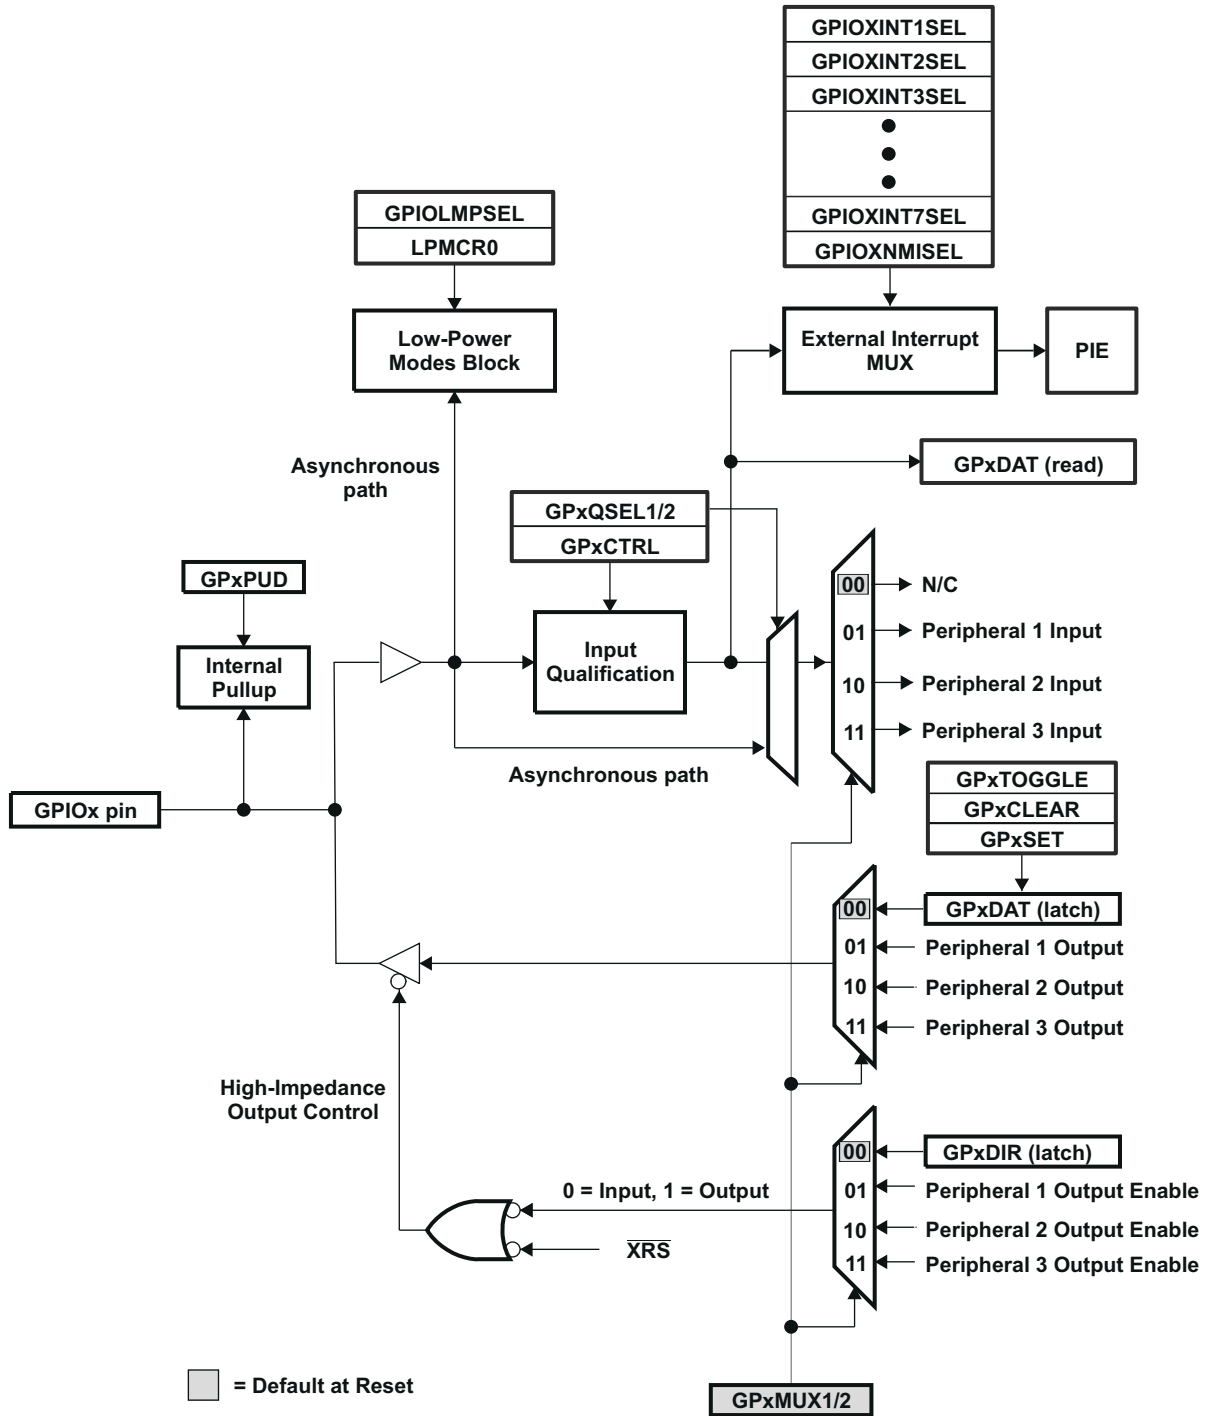 GPIOXINT1SEL
GPIOXINT2SEL
GPIOXINT3SEL
GPIOXINT7SEL
GPIOXNMISEL
GPIOLMPSEL
LPMCR0
Low-Power
Modes Block
External Interrupt
MUX
PIE
Asynchronous
path
GPxDAT (read)
GPxQSEL1/2
GPxCTRL
GPxPUD
Internal
Pullup
Input
Qualification
00
N/C
01
Peripheral 1 Input
10
Peripheral 2 Input
11
Peripheral 3 Input
Asynchronous path
GPIOx pin
GPxTOGGLE
GPxCLEAR
GPxSET
00
GPxDAT (latch)
01
Peripheral 1 Output
10
Peripheral 2 Output
11
Peripheral 3 Output
High-Impedance
Output Control
00
GPxDIR (latch)
0 = Input, 1 = Output
01
Peripheral 1 Output Enable
10
Peripheral 2 Output Enable
XRS
11
Peripheral 3 Output Enable
= Default at Reset
GPxMUX1/2